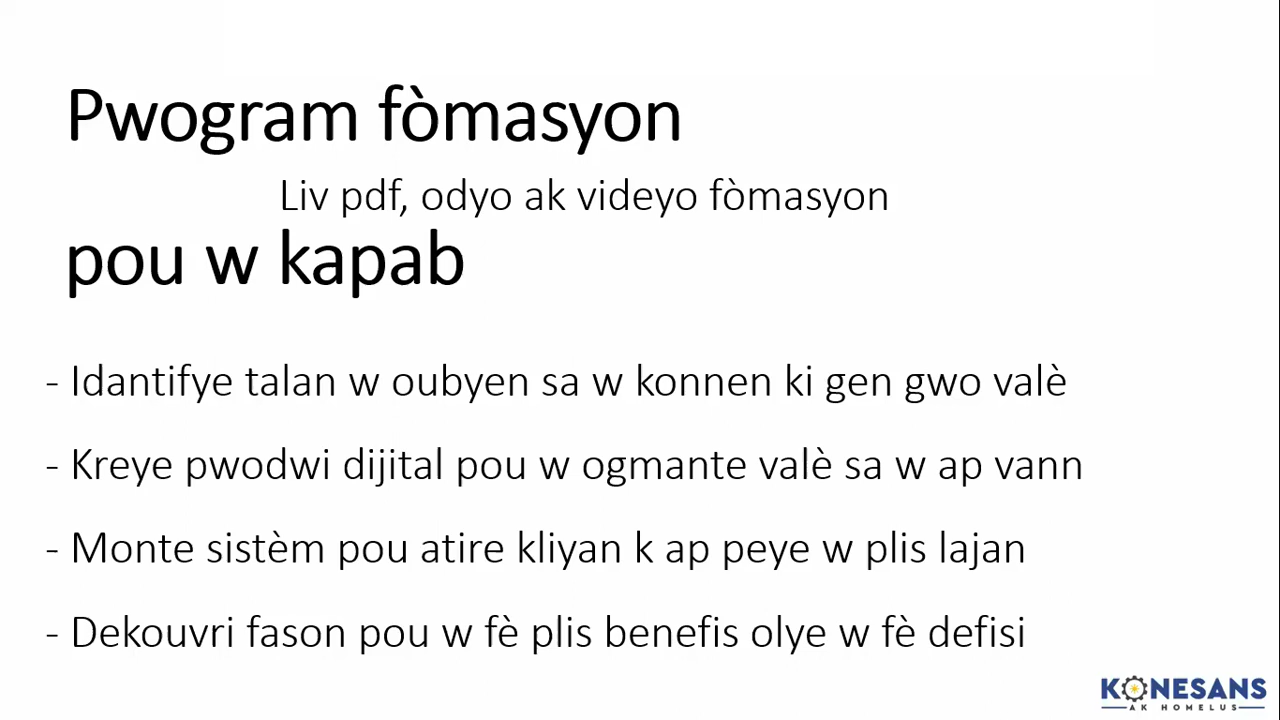 Pwogram fòmasyon
Liv pdf, odyo ak videyo fòmasyon
pou w kapab
- Idantifye talan w oubyen sa w konnen ki gen gwo valè
- Kreye pwodwi dijital pou w ogmante valè sa w ap vann
- Monte sistèm pou atire kliyan k ap peye w plis lajan
- Dekouvri fason pou w fè plis benefis olye w fè defisi
KONESANS
AK HOMELUS